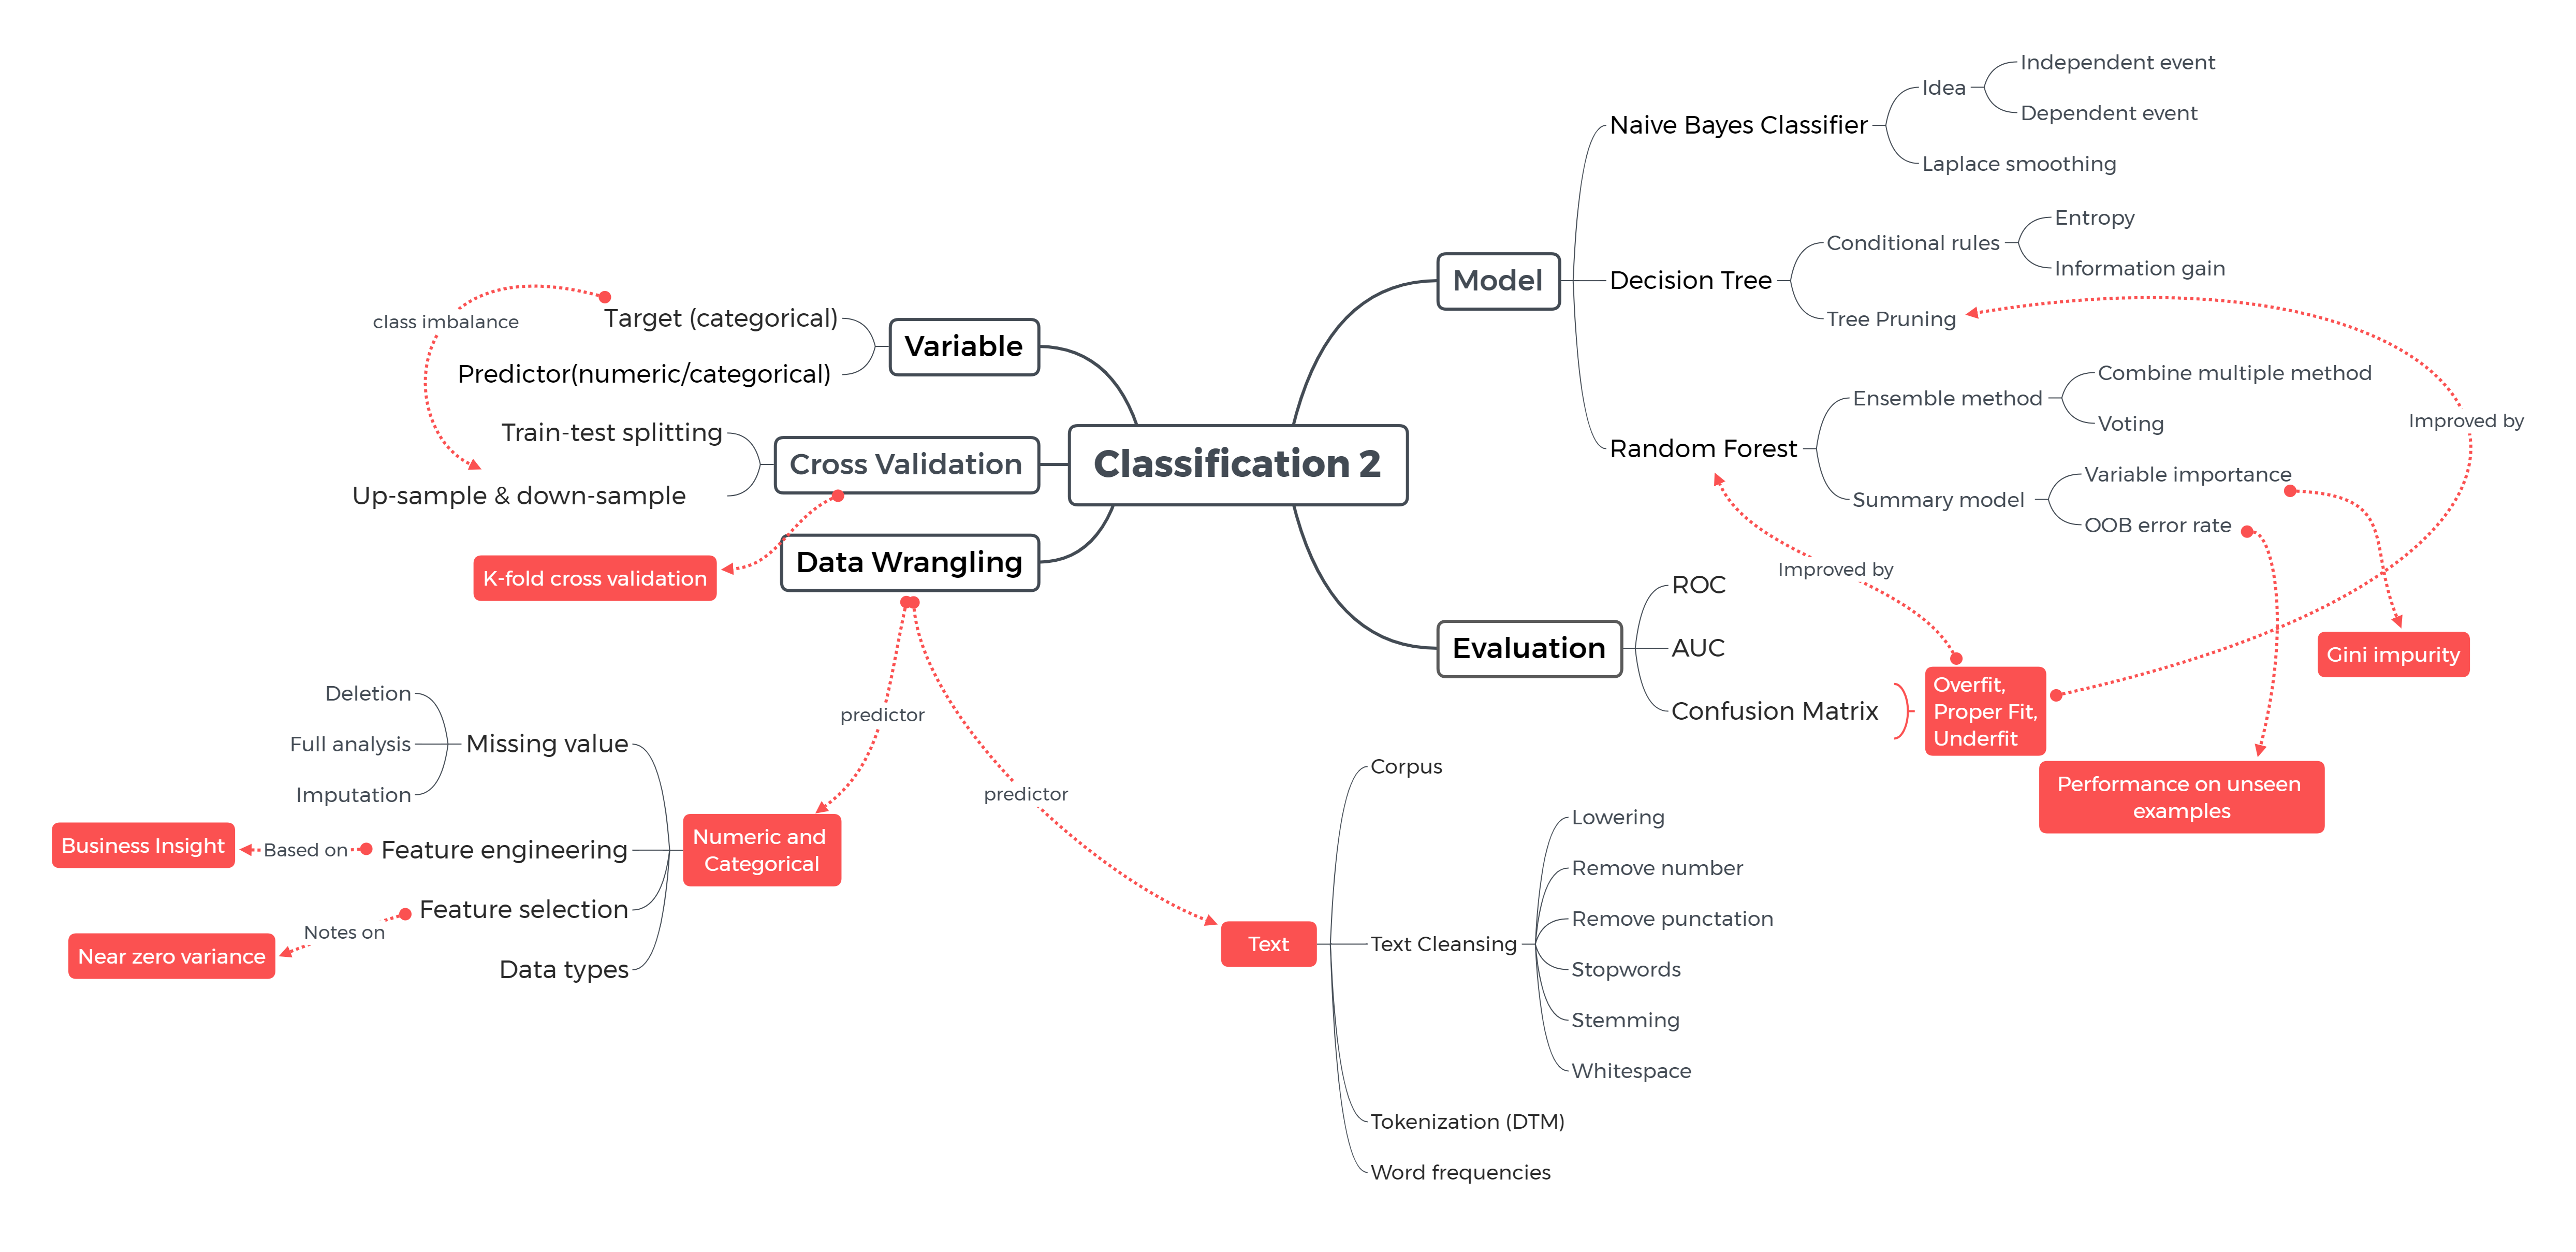 Classification 2
Model
Naive Bayes Classifier
Idea
Independent event
Dependent event
Laplace smoothing
Decision Tree
Conditional rules
Entropy
Information gain
Tree Pruning
Random Forest
Ensemble method
Combine multiple method
Voting
Summary model
Variable importance
OOB error rate
Improved by
Improved by
Gini impurity
Performance on unseen
examples
Evaluation
ROC
AUC
Confusion Matrix
Overfit,
Proper Fit,
Underfit
Variable
Target (categorical)
Predictor(numeric/categorical)
class imbalance
Cross Validation
Train-test splitting
Up-sample & down-sample
K-fold cross validation
Data Wrangling
predictor
predictor
Numeric and
Categorical
Missing value
Deletion
Full analysis
Imputation
Feature engineering
Based on
Business Insight
Feature selection
Notes on
Near zero variance
Data types
Text
Corpus
Text Cleansing
Lowering
Remove number
Remove punctation
Stopwords
Stemming
Whitespace
Tokenization (DTM)
Word frequencies